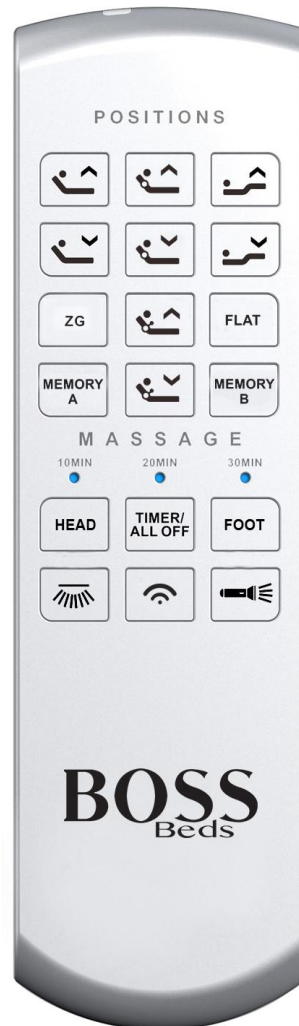 POSITIONS
ZG
FLAT
MEMORY
A
MEMORY
B
MASSAGE
10MIN 20MIN 30MIN
HEAD
TIMER/
ALL OFF
FOOT
BOSS
Beds